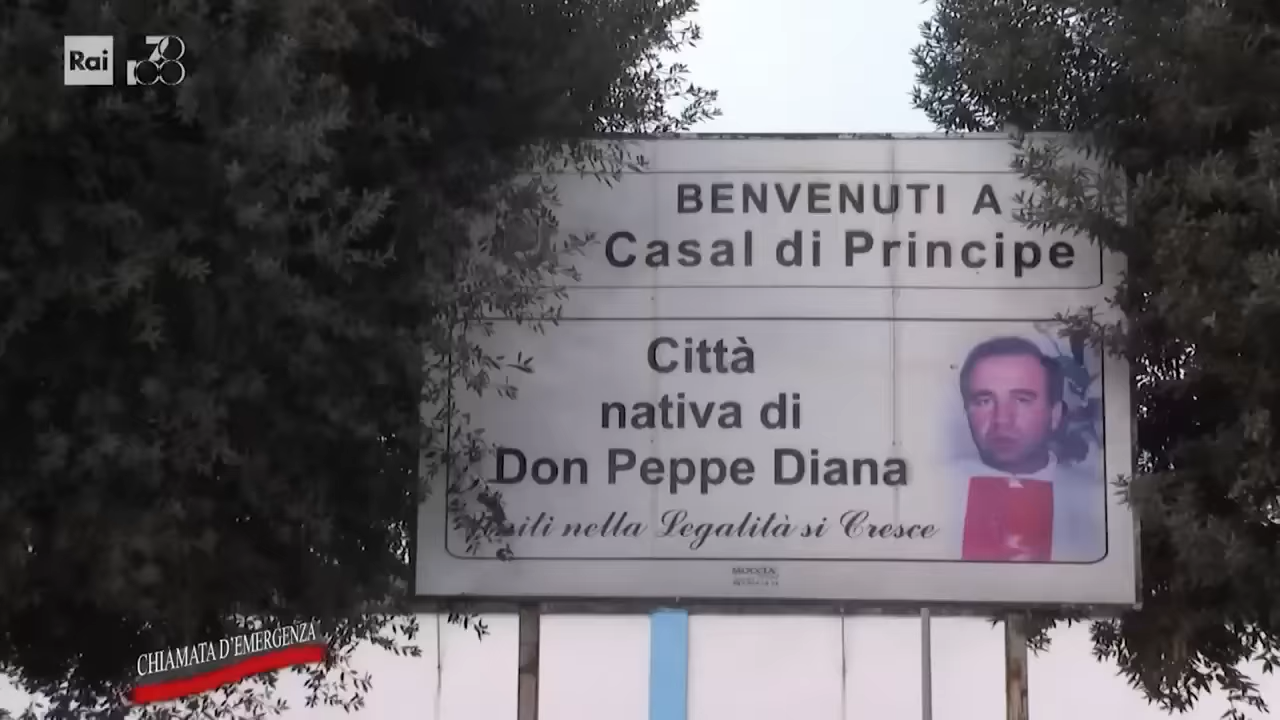 Rai
BENVENUTI A
Casal di Principe
Città
nativa di
Don Peppe Diana
nella Legalità si Cresce
CHIAMATA D'EMERGENZA